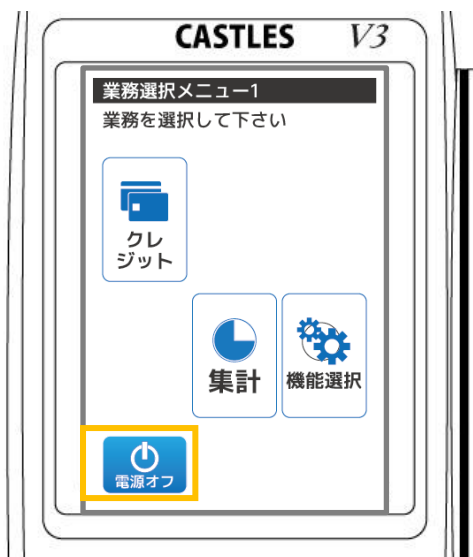 CASTLES V3
業務選択メニュー1
業務を選択して下さい
クレ
ジット
集計
機能選択
電源オフ